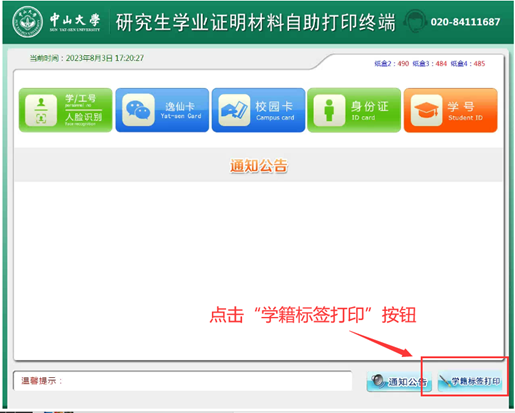 中山大學
SUN YAT-SEN UNIVERSITY
研究生学业证明材料自助打印终端
020-84111687
当前时间：2023年8月3日 17:20:27
纸盒2：490 纸盒3：484 纸盒4：485
学/工号
人脸识别
逸仙卡
Yat-sen Card
校园卡
Campus card
身份证
ID card
学号
Student ID
通知公告
点击“学籍标签打印”按钮
温馨提示：
通知公告
学籍标签打印